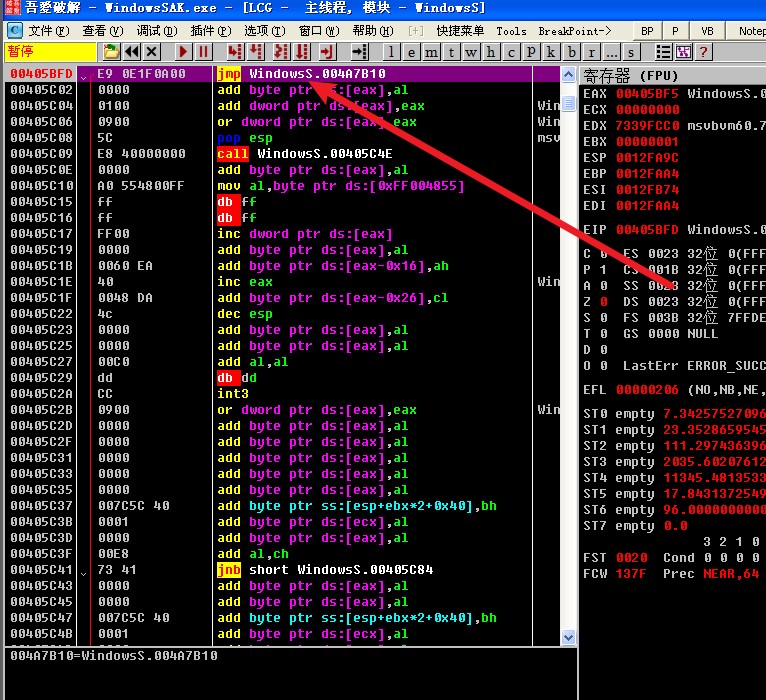 吾爱破解 - WindowsSAK.exe - [LCG - 主线程, 模块 - WindowsS]
文件(F) 查看(V) 调试(D) 插件(P) 选项(T) 窗口(W) 帮助(H) [+] 快捷菜单 Tools BreakPoint-> BP P VB Notep
暂停 l e m t w h c p k b r ... s ?
00405BFD E9 0E1F0A00 jmp WindowsS.004A7B10
00405C02 0000 add byte ptr ds:[eax],al
00405C04 0100 add dword ptr ds:[eax],eax Win
00405C06 0900 or dword ptr ds:[eax],eax Win
00405C08 5C pop esp msv
00405C09 E8 40000000 call WindowsS.00405C4E
00405C0E 0000 add byte ptr ds:[eax],al
00405C10 A0 554800FF mov al,byte ptr ds:[0xFF004855]
00405C15 ff db ff
00405C16 ff db ff
00405C17 FF00 inc dword ptr ds:[eax]
00405C19 0000 add byte ptr ds:[eax],al
00405C1B 0060 EA add byte ptr ds:[eax-0x16],ah
00405C1E 40 inc eax Win
00405C1F 0048 DA add byte ptr ds:[eax-0x26],cl
00405C22 4c dec esp
00405C23 0000 add byte ptr ds:[eax],al
00405C25 0000 add byte ptr ds:[eax],al
00405C27 00C0 add al,al
00405C29 dd db dd
00405C2A CC int3
00405C2B 0900 or dword ptr ds:[eax],eax Win
00405C2D 0000 add byte ptr ds:[eax],al
00405C2F 0000 add byte ptr ds:[eax],al
00405C31 0000 add byte ptr ds:[eax],al
00405C33 0000 add byte ptr ds:[eax],al
00405C35 0000 add byte ptr ds:[eax],al
00405C37 007C5C 40 add byte ptr ss:[esp+ebx*2+0x40],bh
00405C3B 0001 add byte ptr ds:[ecx],al
00405C3D 0000 add byte ptr ds:[eax],al
00405C3F 00E8 add al,ch
00405C41 73 41 jnb short WindowsS.00405C84
00405C43 0000 add byte ptr ds:[eax],al
00405C45 0000 add byte ptr ds:[eax],al
00405C47 007C5C 40 add byte ptr ss:[esp+ebx*2+0x40],bh
00405C4B 0001 add byte ptr ds:[ecx],al
004A7B10=WindowsS.004A7B10
寄存器 (FPU)
EAX 00405BF5 WindowsS.0
ECX 00000000
EDX 7339FCC0 msvbvm60.7
EBX 00000001
ESP 0012FA9C
EBP 0012FAA4
ESI 0012FB74
EDI 0012FAA4
EIP 00405BFD WindowsS.0
C 0 ES 0023 32位 0(FFF
P 1 CS 001B 32位 0(FFF
A 0 SS 0023 32位 0(FFF
Z 0 DS 0023 32位 0(FFF
S 0 FS 003B 32位 7FFDE
T 0 GS 0000 NULL
D 0
O 0 LastErr ERROR_SUCC
EFL 00000206 (NO,NB,NE,
ST0 empty 7.34257527096
ST1 empty 23.3528659545
ST2 empty 111.297436396
ST3 empty 2035.60207612
ST4 empty 11345.4813533
ST5 empty 17.8431372549
ST6 empty 96.0000000000
ST7 empty 0.0
3 2 1 0
FST 0020 Cond 0 0 0 0
FCW 137F Prec NEAR,64